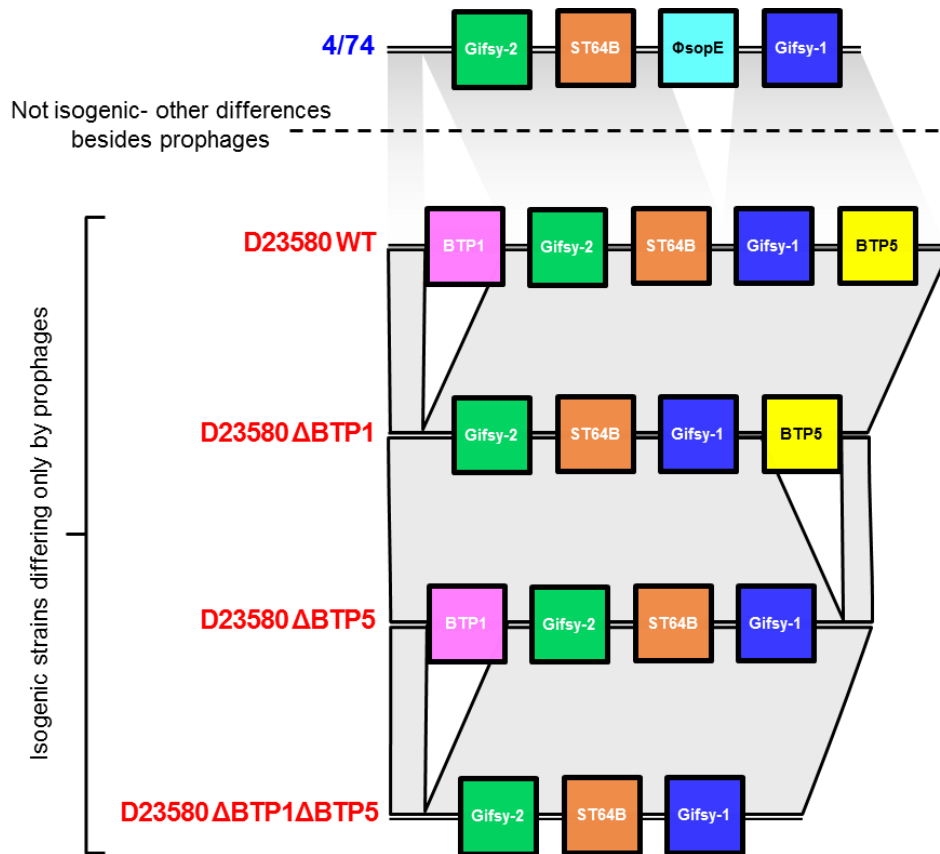 4/74
Gifsy-2
ST64B
ΦsopE
Gifsy-1
Not isogenic- other differences
besides prophages
Isogenic strains differing only by prophages
D23580 WT
BTP1
Gifsy-2
ST64B
Gifsy-1
BTP5
D23580 ΔBTP1
Gifsy-2
ST64B
Gifsy-1
BTP5
D23580 ΔBTP5
BTP1
Gifsy-2
ST64B
Gifsy-1
D23580 ΔBTP1ΔBTP5
Gifsy-2
ST64B
Gifsy-1